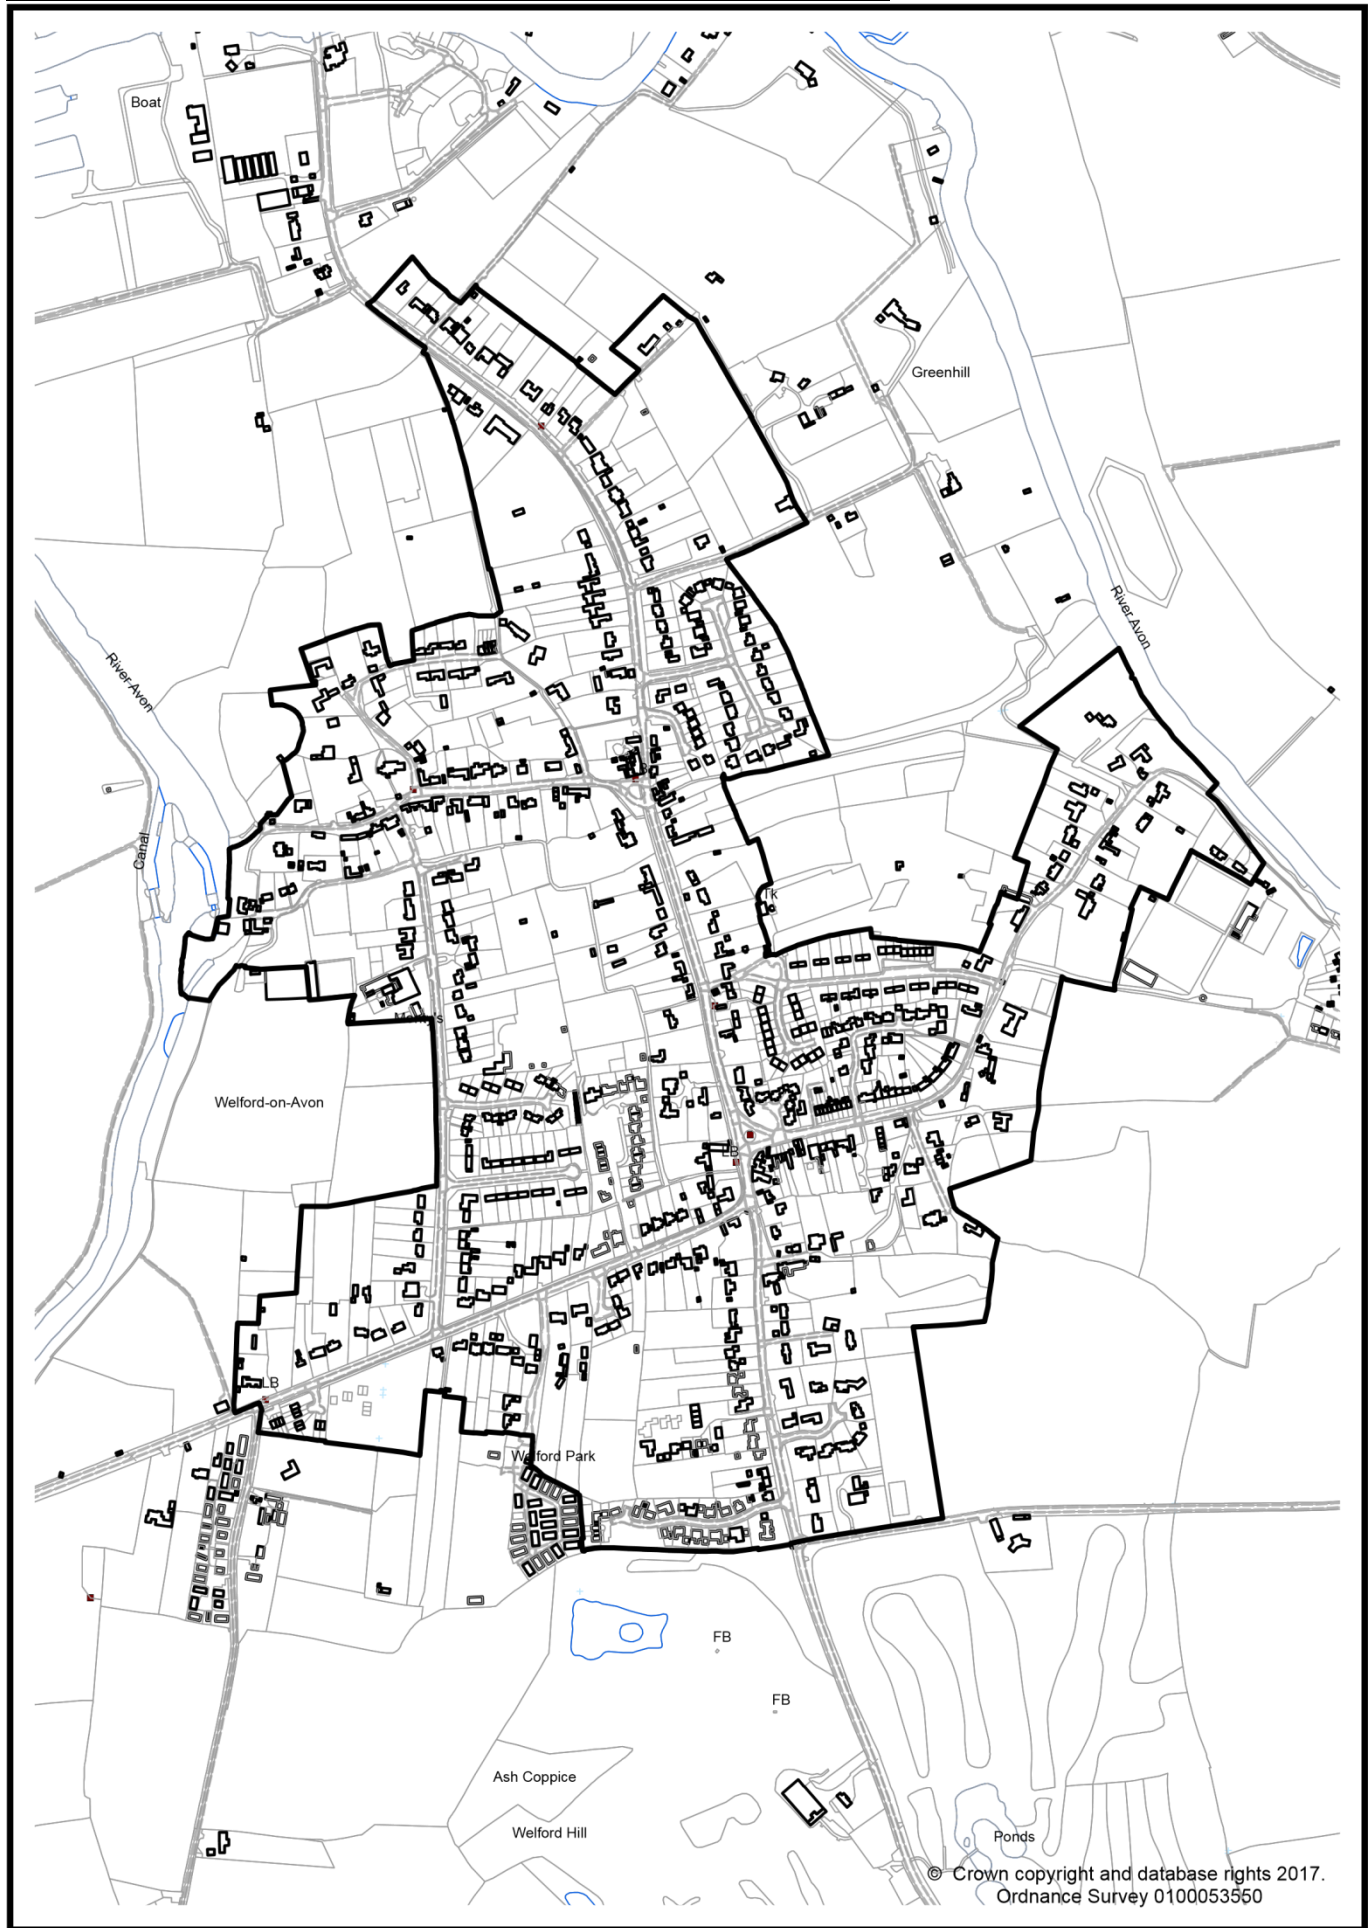 Boat
Greenhill
River Avon
River Avon
Canal
Tk
Welford-on-Avon
LB
LB
Welford Park
FB
FB
Ash Coppice
Welford Hill
Ponds
© Crown copyright and database rights 2017.
Ordnance Survey 0100053550